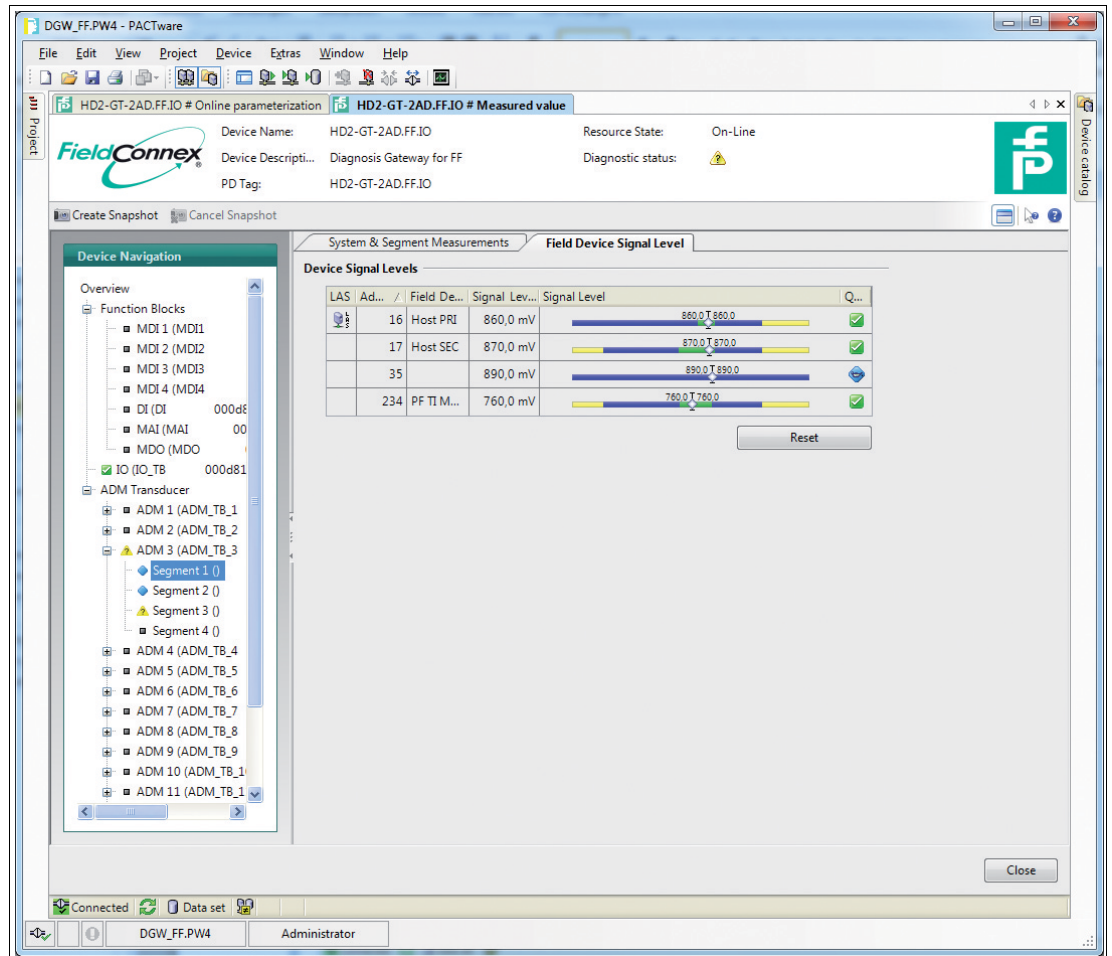 DGW_FF.PW4 - PACTware
File Edit View Project Device Extras Window Help
HD2-GT-2AD.FF.IO # Online parameterization HD2-GT-2AD.FF.IO # Measured value
Project
Device catalog
FieldConnex®
Device Name: HD2-GT-2AD.FF.IO Resource State: On-Line
Device Descripti... Diagnosis Gateway for FF Diagnostic status:
PD Tag: HD2-GT-2AD.FF.IO
Create Snapshot Cancel Snapshot
Device Navigation
Overview
Function Blocks
MDI 1 (MDI1
MDI 2 (MDI2
MDI 3 (MDI3
MDI 4 (MDI4
DI (DI 000d8
MAI (MAI 00
MDO (MDO
IO (IO_TB 000d81
ADM Transducer
ADM 1 (ADM_TB_1
ADM 2 (ADM_TB_2
ADM 3 (ADM_TB_3
Segment 1 ()
Segment 2 ()
Segment 3 ()
Segment 4 ()
ADM 4 (ADM_TB_4
ADM 5 (ADM_TB_5
ADM 6 (ADM_TB_6
ADM 7 (ADM_TB_7
ADM 8 (ADM_TB_8
ADM 9 (ADM_TB_9
ADM 10 (ADM_TB_1
ADM 11 (ADM_TB_1
System & Segment Measurements Field Device Signal Level
Device Signal Levels
LAS Ad... Field De... Signal Lev... Signal Level Q...
LAS 16 Host PRI 860,0 mV 860,0 860,0
17 Host SEC 870,0 mV 870,0 870,0
35 890,0 mV 890,0 890,0
234 PF TI M... 760,0 mV 760,0 760,0
Reset
Close
Connected Data set
DGW_FF.PW4 Administrator